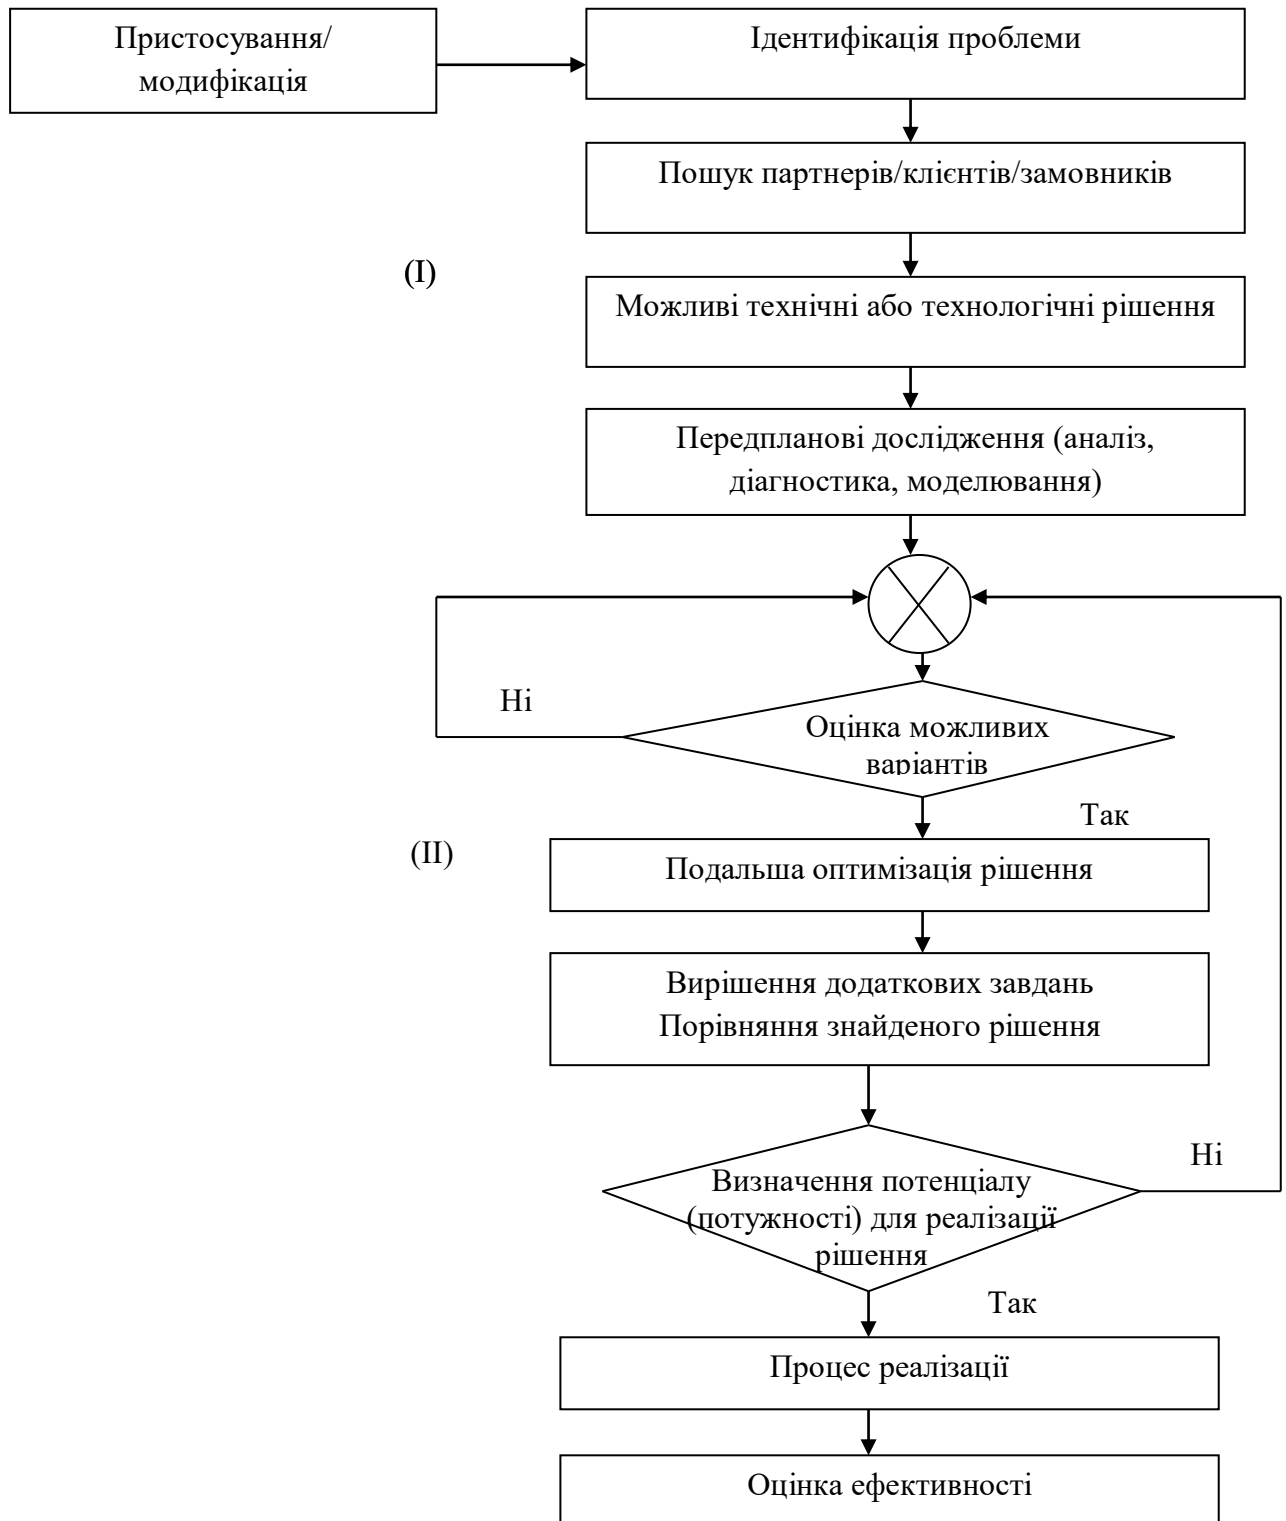 Пристосування/
модифікація
Ідентифікація проблеми
Пошук партнерів/клієнтів/замовників
(I)
Можливі технічні або технологічні рішення
Передпланові дослідження (аналіз,
діагностика, моделювання)
Ні
Оцінка можливих
варіантів
Так
(II)
Подальша оптимізація рішення
Вирішення додаткових завдань
Порівняння знайденого рішення
Ні
Визначення потенціалу
(потужності) для реалізації
рішення
Так
Процес реалізації
Оцінка ефективності